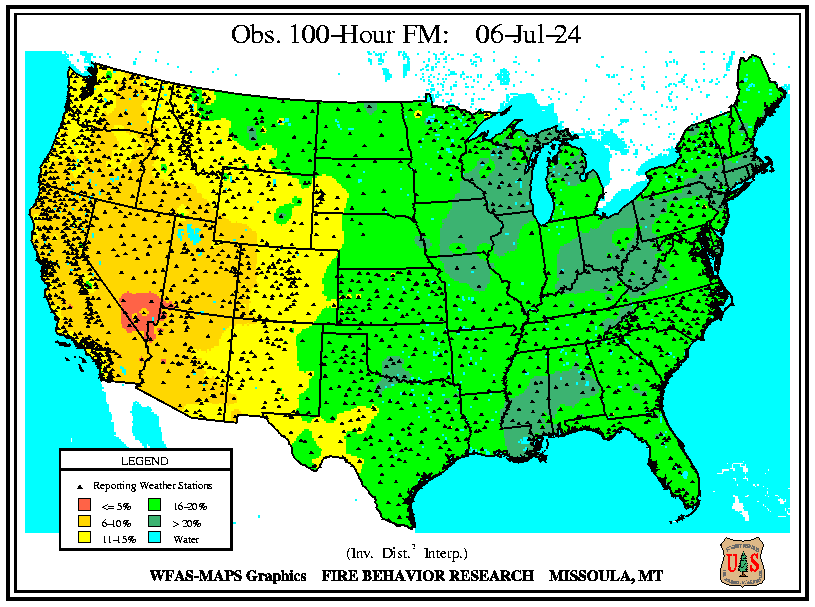 Obs. 100-Hour FM: 06-Jul-24
LEGEND
Reporting Weather Stations
<= 5% 16-20%
6-10% > 20%
11-15% Water
(Inv. Dist.² Interp.)
WFAS-MAPS Graphics FIRE BEHAVIOR RESEARCH MISSOULA, MT
U S